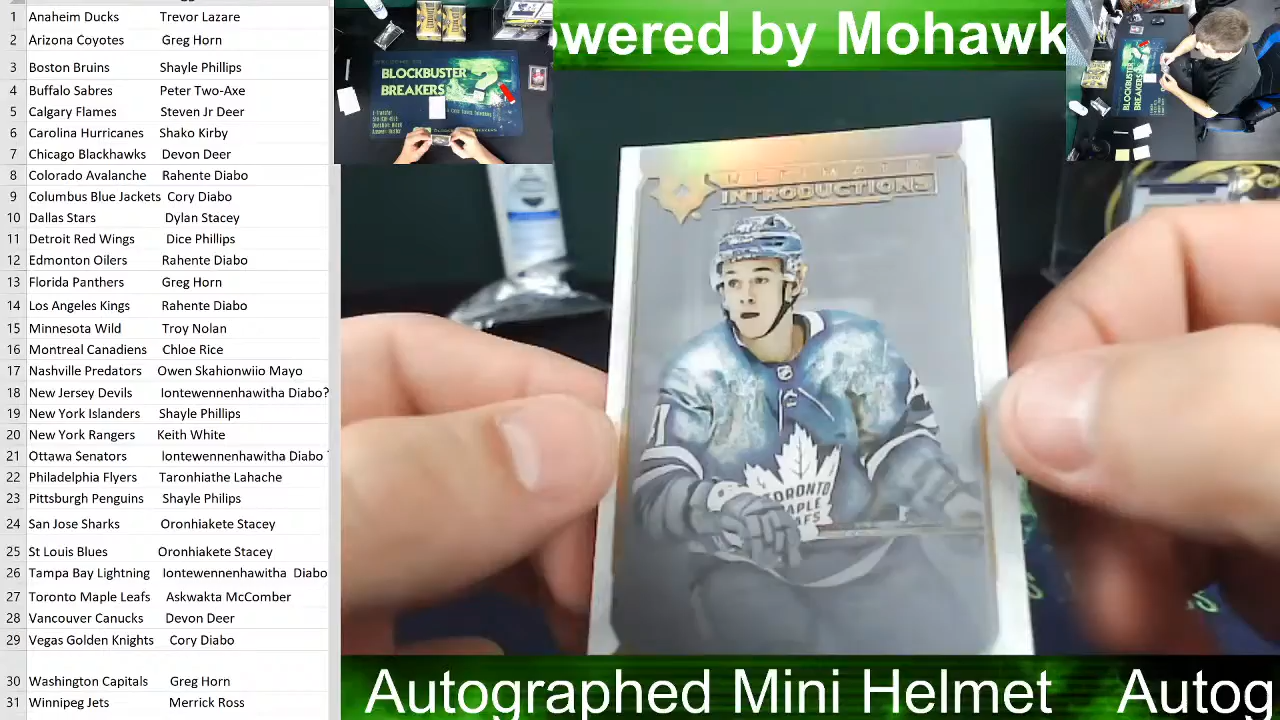 1 Anaheim Ducks Trevor Lazare
2 Arizona Coyotes Greg Horn
3 Boston Bruins Shayle Phillips
4 Buffalo Sabres Peter Two-Axe
5 Calgary Flames Steven Jr Deer
6 Carolina Hurricanes Shako Kirby
7 Chicago Blackhawks Devon Deer
8 Colorado Avalanche Rahente Diabo
9 Corumbus Blue Jackets Cory Diabo
10 Dallas Stars Dylan Stacey
11 Detroit Red Wings Dice Phillips
12 Edmonton Oilers Rahente Diabo
13 Florida Panthers Greg Horn
14 Los Angeles Kings Rahente Diabo
15 Minnesota Wild Troy Nolan
16 Montreal Canadiens Chloe Rice
17 Nashville Predators Owen Skahionwiio Mayo
18 New Jersey Devils Iontewennenhawitha Diabo?
19 New York Islanders Shayle Phillips
20 New York Rangers Keith White
21 Ottawa Senators Iontewennenhawitha Diabo
22 Philadelphia Flyers Taronhiathe Lahache
23 Pittsburgh Penguins Shayle Philips
24 San Jose Sharks Oronhiakete Stacey
25 St Louis Blues Oronhiakete Stacey
26 Tampa Bay Lightning Iontewennenhawitha Diabo
27 Toronto Maple Leafs Askwakta McComber
28 Vancouver Canucks Devon Deer
29 Vegas Golden Knights Cory Diabo
30 Washington Capitals Greg Horn
31 Winnipeg Jets Merrick Ross
BLOCKBUSTER
BREAKERS
?
owered by Mohawk
BLOCKBUSTER
BREAKERS
ULTIMATE
INTRODUCTIONS
TORONTO
MAPLE
LEAFS
Autographed Mini Helmet Autog